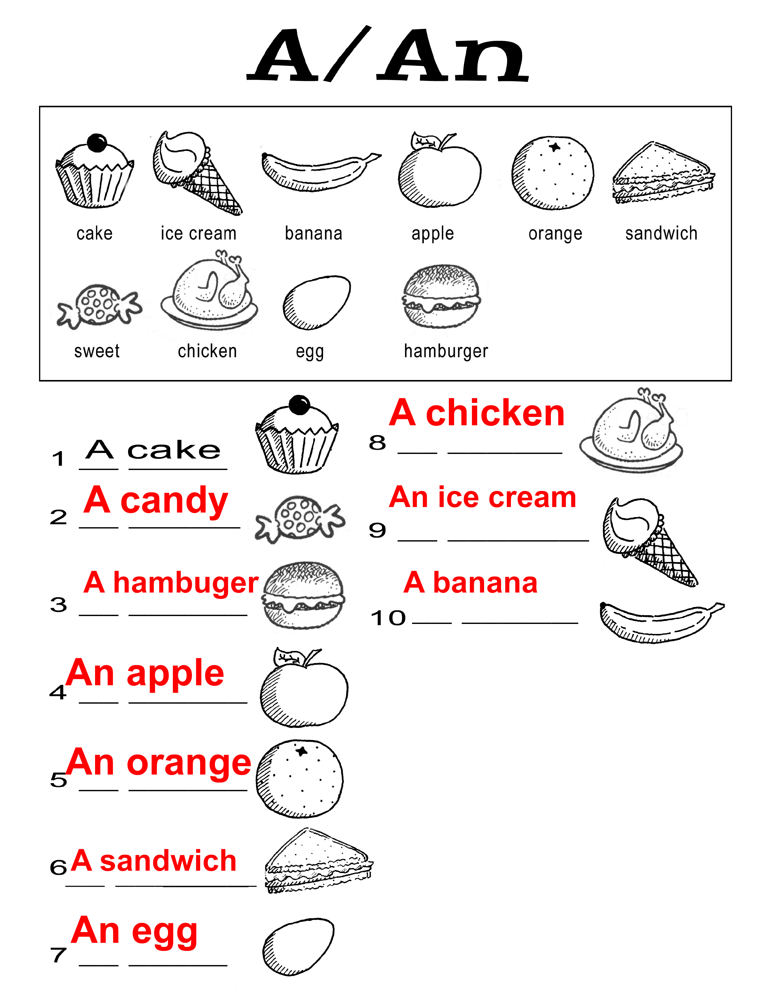 A/An
cake ice cream banana apple orange sandwich
sweet chicken egg hamburger
1 A cake
2 A candy
3 A hambuger
4 An apple
5 An orange
6 A sandwich
7 An egg
8 A chicken
9 An ice cream
10 A banana